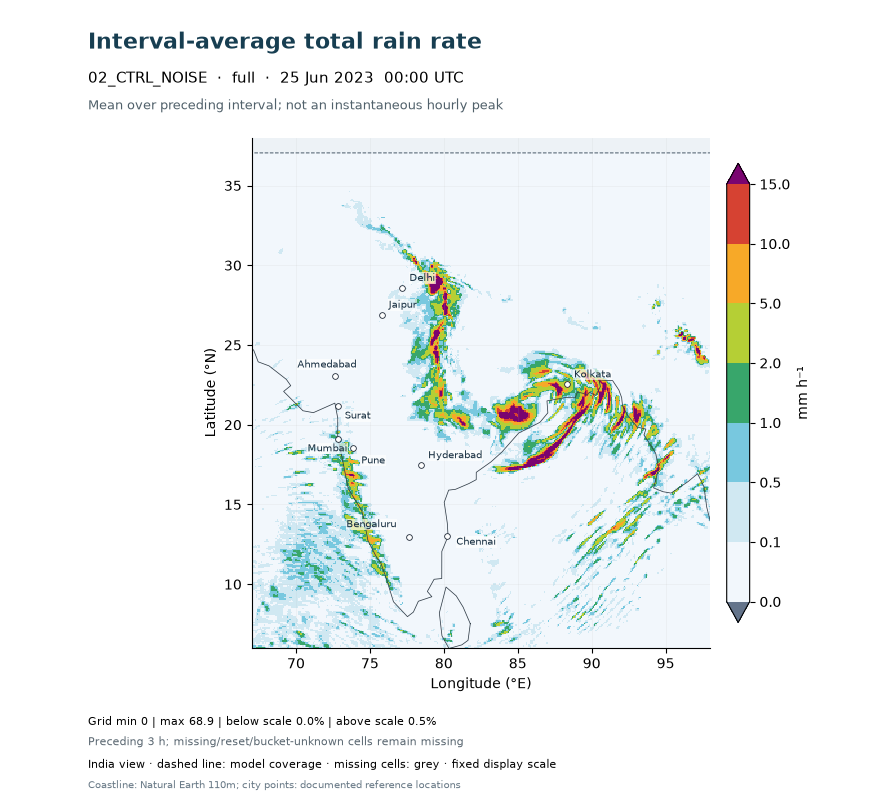 Interval-average total rain rate
02_CTRL_NOISE · full · 25 Jun 2023 00:00 UTC
Mean over preceding interval; not an instantaneous hourly peak
35
30
25
20
15
10
Latitude (°N)
70
75
80
85
90
95
Longitude (°E)
Delhi
Jaipur
Ahmedabad
Kolkata
Surat
Mumbai
Pune
Hyderabad
Bengaluru
Chennai
15.0
10.0
5.0
2.0
1.0
0.5
0.1
0.0
mm h⁻¹
Grid min 0 | max 68.9 | below scale 0.0% | above scale 0.5%
Preceding 3 h; missing/reset/bucket-unknown cells remain missing
India view · dashed line: model coverage · missing cells: grey · fixed display scale
Coastline: Natural Earth 110m; city points: documented reference locations